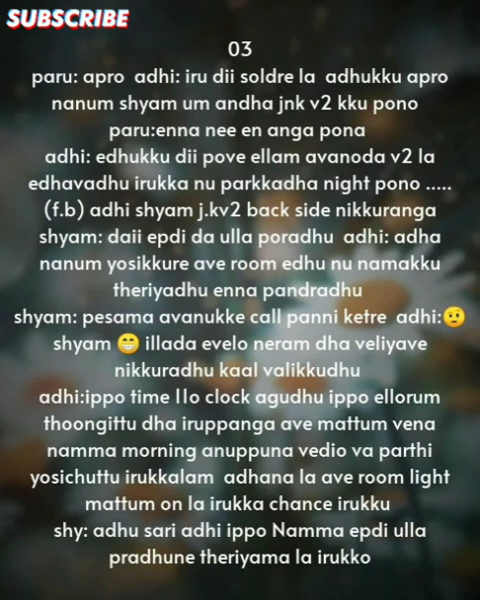 SUBSCRIBE
03
paru: apro adhi: iru dii soldre la adhukku apro
nanum shyam um andha jnk v2 kku pono
paru:enna nee en anga pona
adhi: edhukku dii pove ellam avanoda v2 la
edhavadhu irukka nu parkkadha night pono .....
(f.b) adhi shyam j.kv2 back side nikkuranga
shyam: daii epdi da ulla poradhu adhi: adha
nanum yosikkure ave room edhu nu namakku
theriyadhu enna pandradhu
shyam: pesama avanukke call panni ketre adhi:🤨
shyam 😁 illada evelo neram dha veliyave
nikkuradhu kaal valikkudhu
adhi:ippo time 11o clock agudhu ippo ellorum
thoongittu dha iruppanga ave mattum vena
namma morning anuppuna vedio va parthi
yosichuttu irukkalam adhana la ave room light
mattum on la irukka chance irukku
shy: adhu sari adhi ippo Namma epdi ulla
pradhune theriyama la irukko